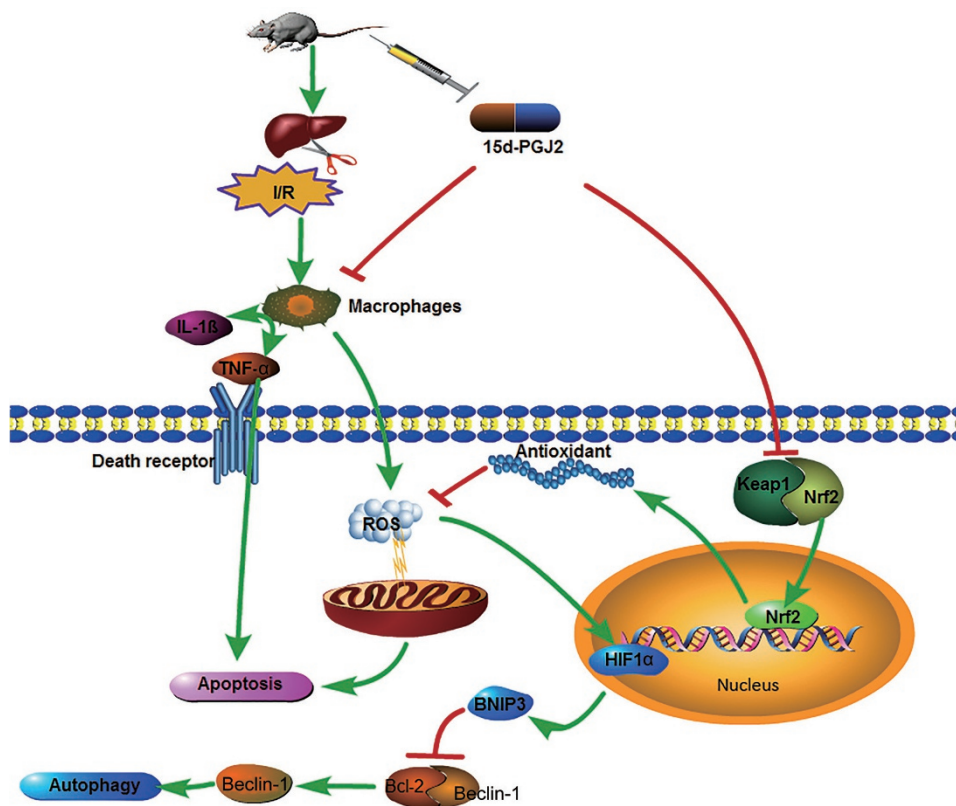 15d-PGJ2
I/R
Macrophages
IL-1ß
TNF-α
Death receptor
Antioxidant
Keap1
Nrf2
ROS
Nrf2
HIF1α
Nucleus
Apoptosis
BNIP3
Autophagy
Beclin-1
Bcl-2
Beclin-1